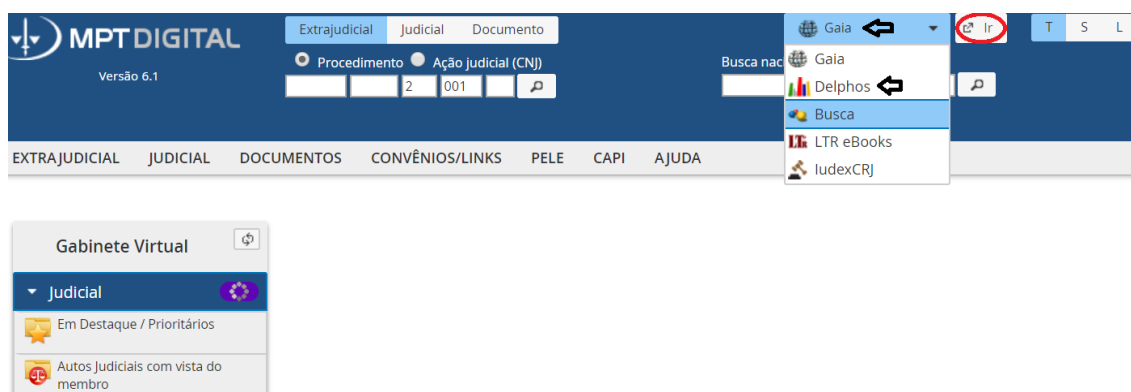 MPT DIGITAL
Versão 6.1
Extrajudicial Judicial Documento
Procedimento Ação judicial (CNJ)
2 001
Gaia
Ir
T S L
Busca nac
Gaia
Delphos
Busca
LTR eBooks
IudexCRJ
EXTRAJUDICIAL JUDICIAL DOCUMENTOS CONVÊNIOS/LINKS PELE CAPI AJUDA
Gabinete Virtual
Judicial
Em Destaque / Prioritários
Autos Judiciais com vista do
membro